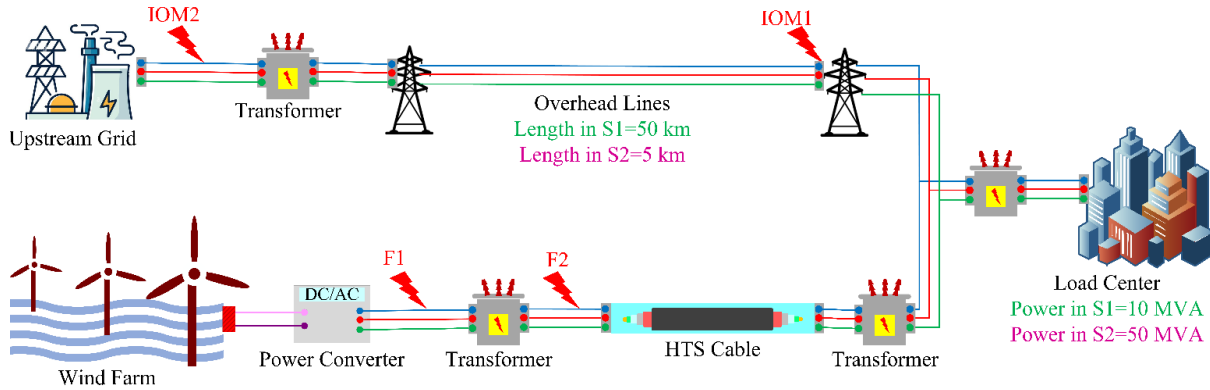 IOM2
IOM1
Transformer
Upstream Grid
Overhead Lines
Length in S1=50 km
Length in S2=5 km
F1
F2
DC/AC
Load Center
Power in S1=10 MVA
Power in S2=50 MVA
Power Converter
Transformer
HTS Cable
Transformer
Wind Farm